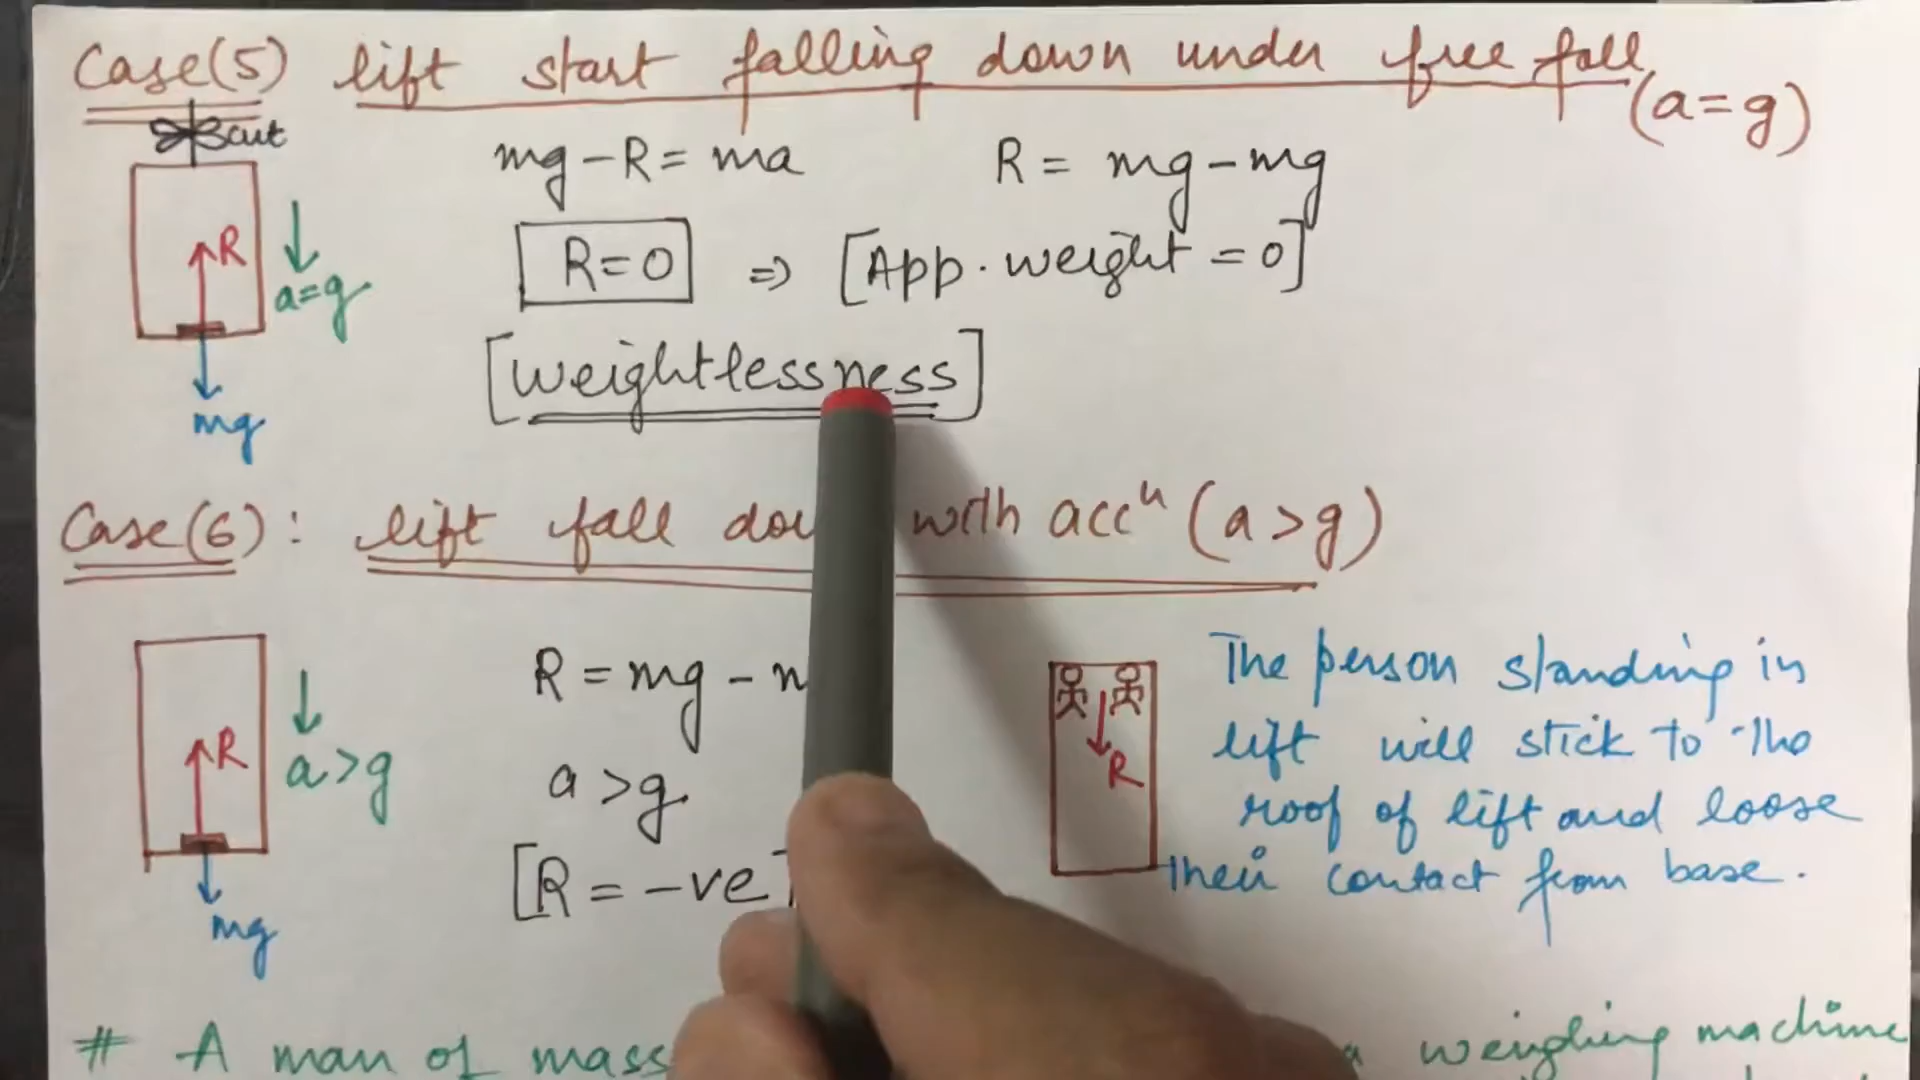 Case(5) lift start falling down under free fall
(a=g)
cut
mg-R=ma
R = mg-mg
R
a=g
R=0 => [App. weight = 0]
mg
[weightlessness]
Case(6): lift fall with accn (a>g)
R = mg -
R
a>g
a>g
[R = -ve]
mg
R
The person standing in
lift will stick to the
roof of lift and loose
their contact from base.
# A man of mass
a weighing machine